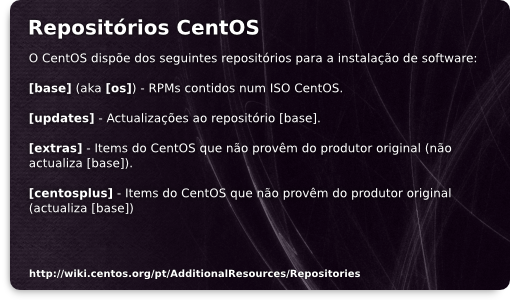 Repositórios CentOS
O CentOS dispõe dos seguintes repositórios para a instalação de software:
[base] (aka [os]) - RPMs contidos num ISO CentOS.
[updates] - Actualizações ao repositório [base].
[extras] - Items do CentOS que não provêm do produtor original (não
actualiza [base]).
[centosplus] - Items do CentOS que não provêm do produtor original
(actualiza [base])
http://wiki.centos.org/pt/AdditionalResources/Repositories